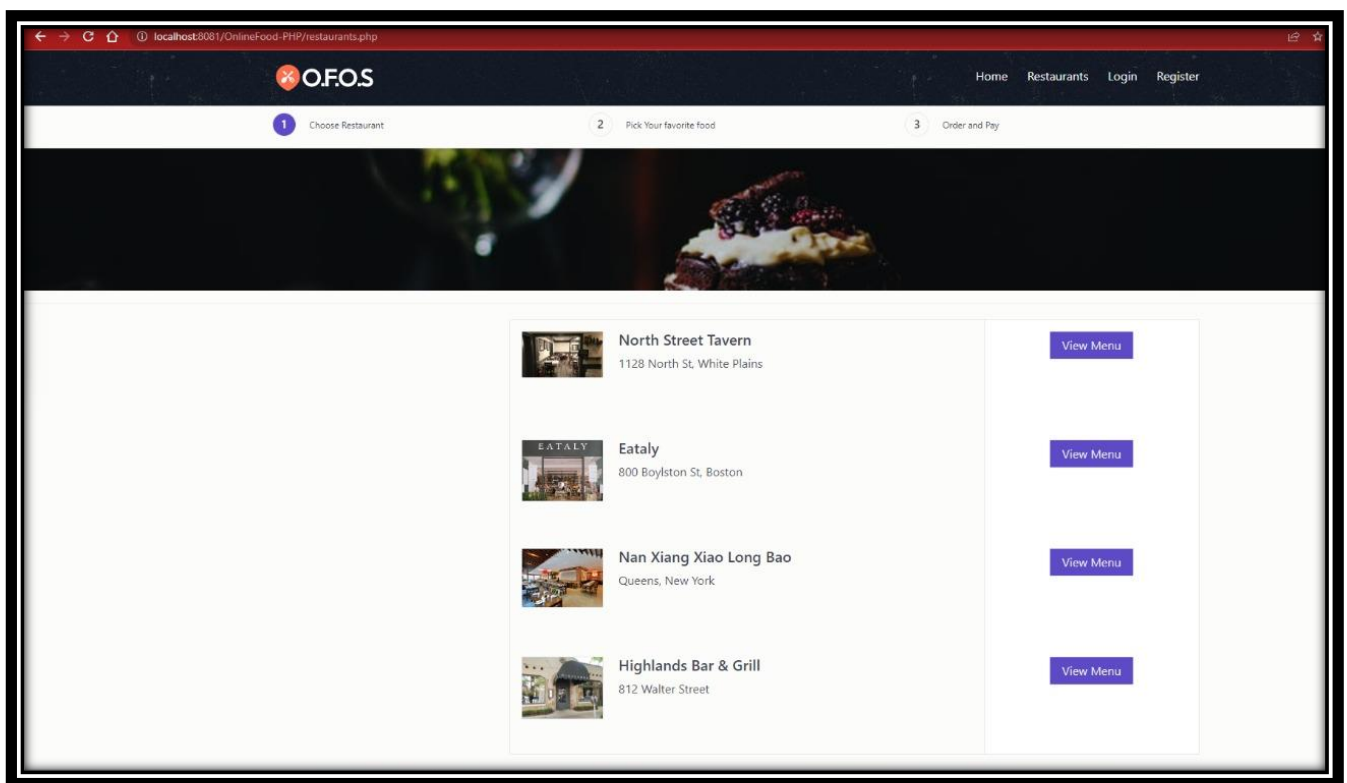 localhost:8081/OnlineFood-PHP/restaurants.php
O.F.O.S
Home Restaurants Login Register
1 Choose Restaurant 2 Pick Your favorite food 3 Order and Pay
North Street Tavern
1128 North St, White Plains
View Menu
EATALY
Eataly
800 Boylston St, Boston
View Menu
Nan Xiang Xiao Long Bao
Queens, New York
View Menu
Highlands Bar & Grill
812 Walter Street
View Menu